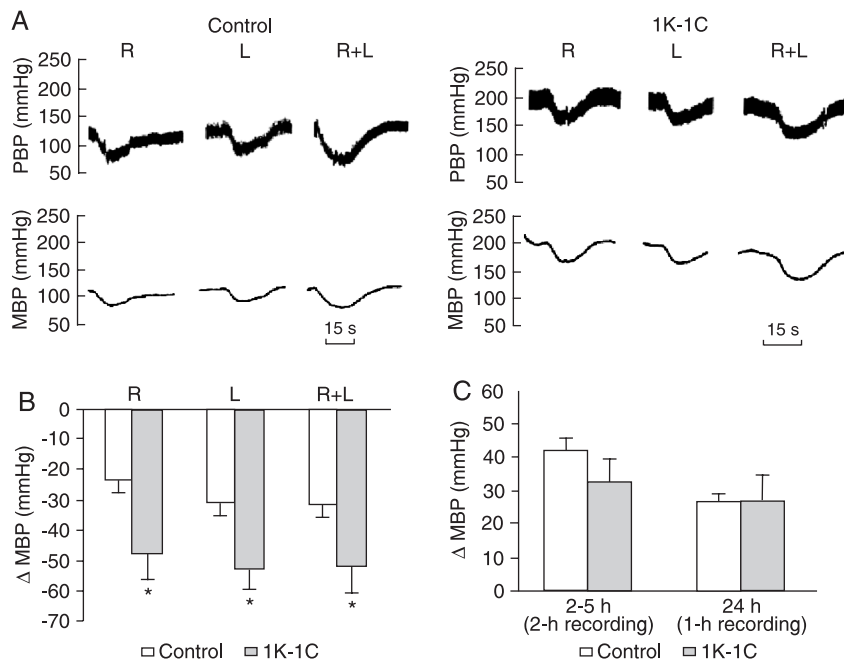 A
Control
R L R+L
PBP (mmHg)
250
200
150
100
50
MBP (mmHg)
250
200
150
100
50
15 s
1K-1C
R L R+L
PBP (mmHg)
250
200
150
100
50
MBP (mmHg)
250
200
150
100
50
15 s
B
R L R+L
Δ MBP (mmHg)
0
-10
-20
-30
-40
-50
-60
-70
* * *
Control 1K-1C
C
Δ MBP (mmHg)
60
50
40
30
20
10
0
2-5 h 24 h
(2-h recording) (1-h recording)
Control 1K-1C